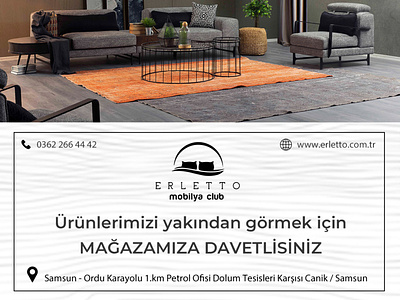 0362 266 44 42
www.erletto.com.tr
ERLETTO
mobilya club
Ürünlerimizi yakından görmek için
MAĞAZAMIZA DAVETLİSİNİZ
Samsun - Ordu Karayolu 1.km Petrol Ofisi Dolum Tesisleri Karşısı Canik / Samsun